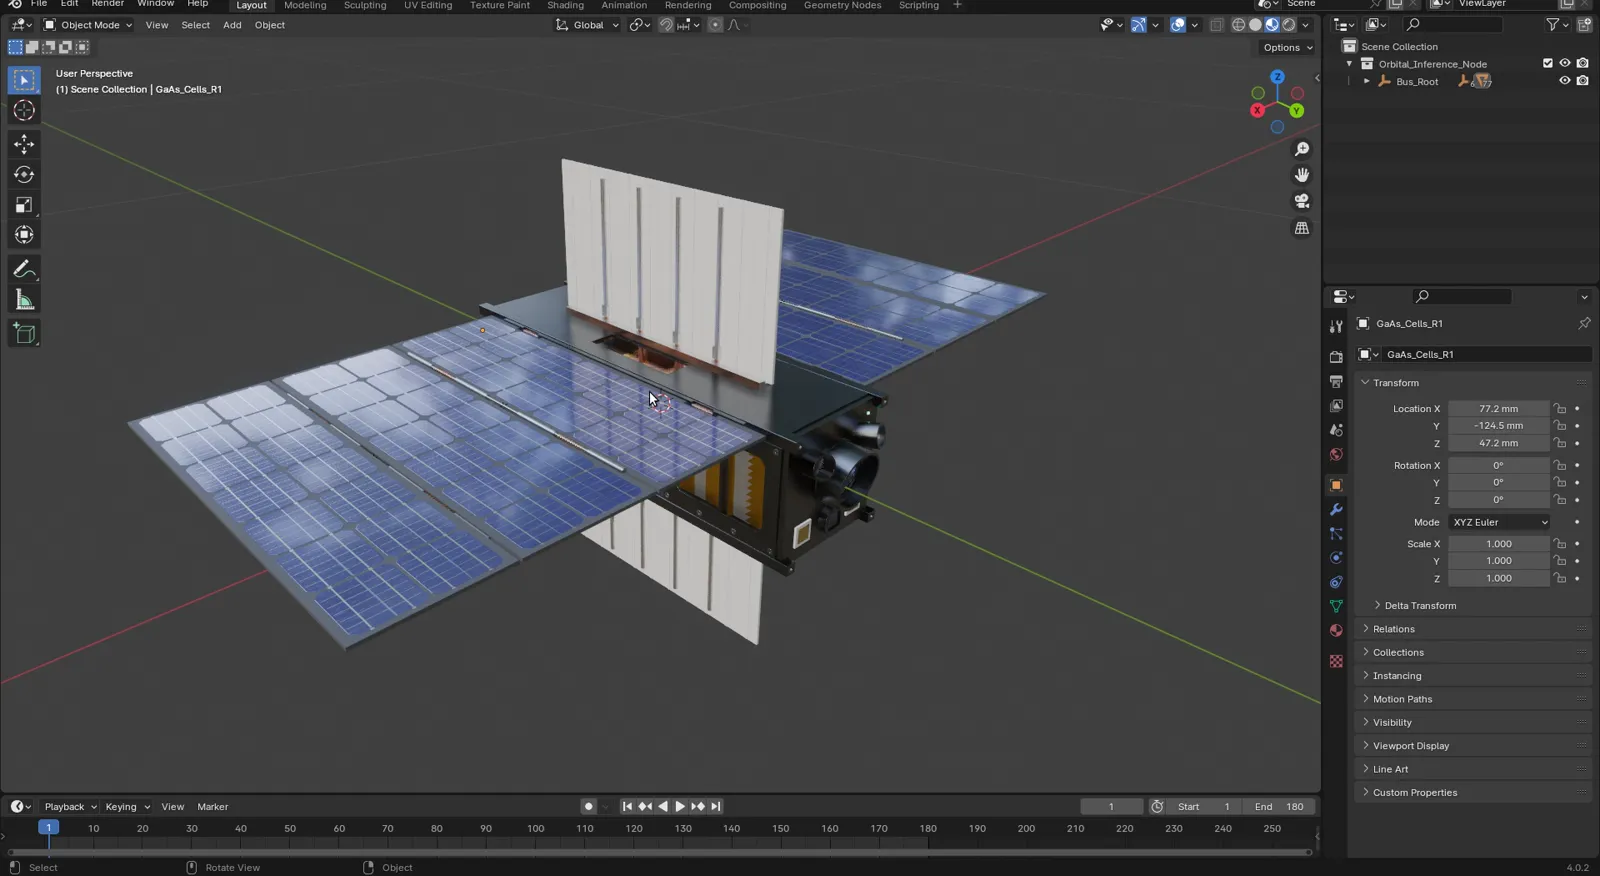 File Edit Render Window Help Layout Modeling Sculpting UV Editing Texture Paint Shading Animation Rendering Compositing Geometry Nodes Scripting + Scene ViewLayer
Object Mode View Select Add Object Global
Options
User Perspective
(1) Scene Collection | GaAs_Cells_R1
Z
X
Y
Scene Collection
Orbital_Inference_Node
Bus_Root
GaAs_Cells_R1
GaAs_Cells_R1
Transform
Location X 77.2 mm
Y -124.5 mm
Z 47.2 mm
Rotation X 0°
Y 0°
Z 0°
Mode XYZ Euler
Scale X 1.000
Y 1.000
Z 1.000
Delta Transform
Relations
Collections
Instancing
Motion Paths
Visibility
Viewport Display
Line Art
Custom Properties
Playback Keying View Marker 1 Start 1 End 180
1 10 20 30 40 50 60 70 80 90 100 110 120 130 140 150 160 170 180 190 200 210 220 230 240 250
Select Rotate View Object 4.0.2